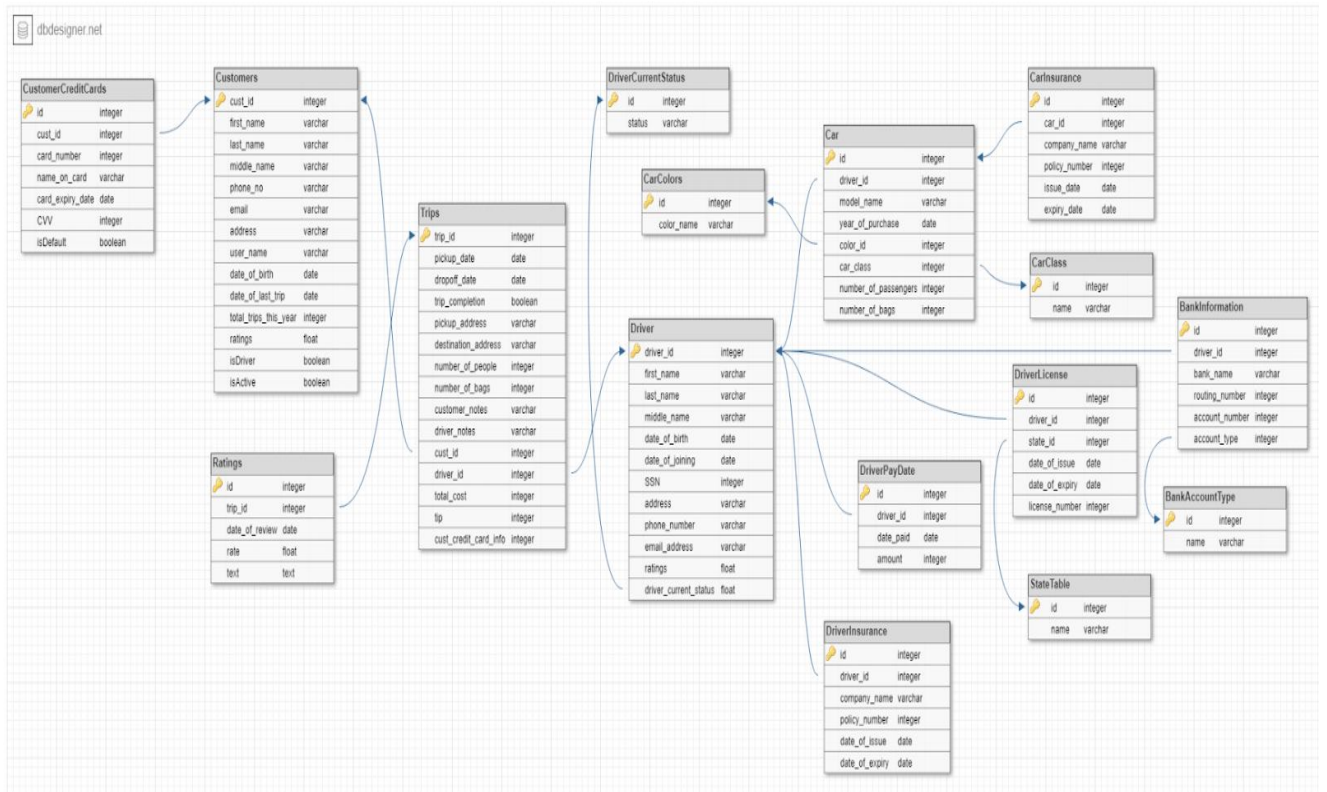 dbdesigner.net
CustomerCreditCards
id integer
cust_id integer
card_number integer
name_on_card varchar
card_expiry_date date
CVV integer
isDefault boolean
Customers
cust_id integer
first_name varchar
last_name varchar
middle_name varchar
phone_no varchar
email varchar
address varchar
user_name varchar
date_of_birth date
date_of_last_trip date
total_trips_this_year integer
ratings float
isDriver boolean
isActive boolean
Ratings
id integer
trip_id integer
date_of_review date
rate float
text text
Trips
trip_id integer
pickup_date date
dropoff_date date
trip_completion boolean
pickup_address varchar
destination_address varchar
number_of_people integer
number_of_bags integer
customer_notes varchar
driver_notes varchar
cust_id integer
driver_id integer
total_cost integer
tip integer
cust_credit_card_info integer
DriverCurrentStatus
id integer
status varchar
CarColors
id integer
color_name varchar
Driver
driver_id integer
first_name varchar
last_name varchar
middle_name varchar
date_of_birth date
date_of_joining date
SSN integer
address varchar
phone_number varchar
email_address varchar
ratings float
driver_current_status float
Car
id integer
driver_id integer
model_name varchar
year_of_purchase date
color_id integer
car_class integer
number_of_passengers integer
number_of_bags integer
DriverPayDate
id integer
driver_id integer
date_paid date
amount integer
DriverInsurance
id integer
driver_id integer
company_name varchar
policy_number integer
date_of_issue date
date_of_expiry date
CarInsurance
id integer
car_id integer
company_name varchar
policy_number integer
issue_date date
expiry_date date
CarClass
id integer
name varchar
DriverLicense
id integer
driver_id integer
state_id integer
date_of_issue date
date_of_expiry date
license_number integer
StateTable
id integer
name varchar
BankInformation
id integer
driver_id integer
bank_name varchar
routing_number integer
account_number integer
account_type integer
BankAccountType
id integer
name varchar